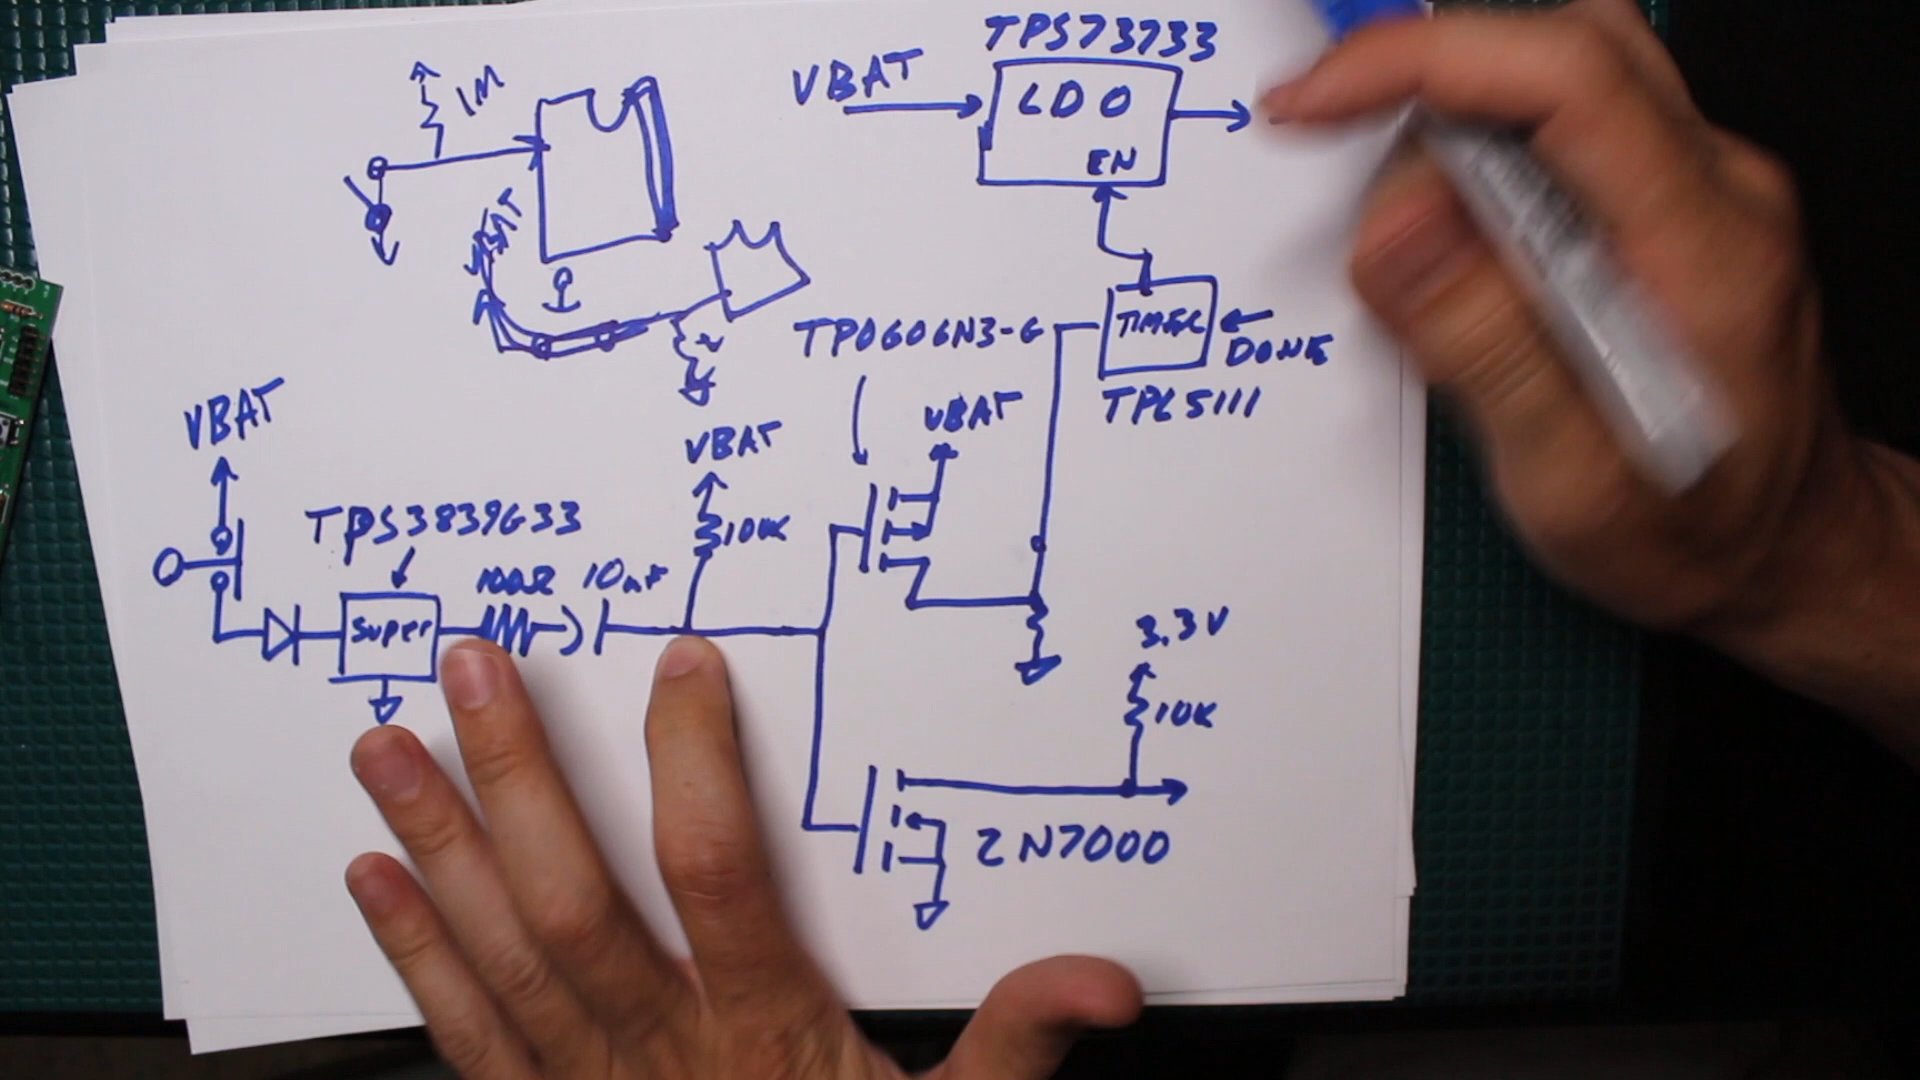 TPS73733
VBAT
LDO
EN
1M
VBAT
TIMER
DONE
TPL5111
TP0606N3-G
VBAT
VBAT
VBAT
100K
TPS3839G33
100Ω
10nF
SUPER
3.3V
10K
2N7000